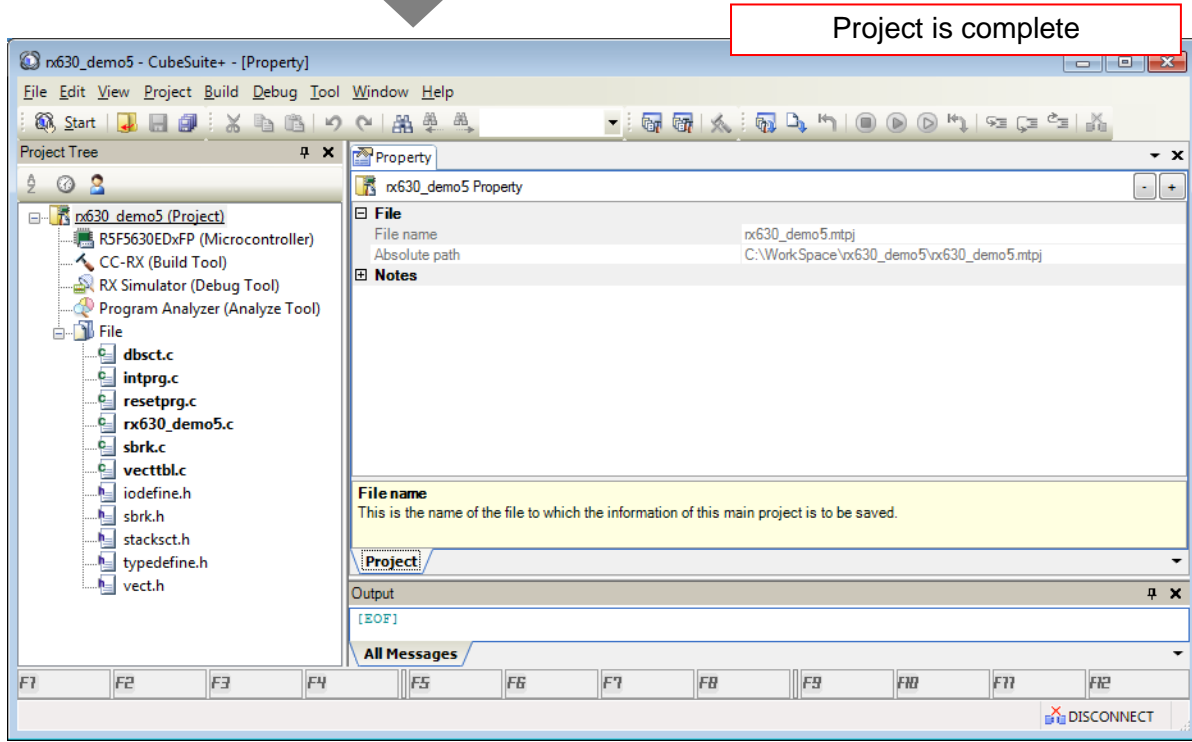 Project is complete
rx630_demo5 - CubeSuite+ - [Property]
File Edit View Project Build Debug Tool Window Help
Start
Project Tree
Property
rx630_demo5 Property
rx630_demo5 (Project)
R5F5630EDxFP (Microcontroller)
CC-RX (Build Tool)
RX Simulator (Debug Tool)
Program Analyzer (Analyze Tool)
File
dbsct.c
intprg.c
resetprg.c
rx630_demo5.c
sbrk.c
vecttbl.c
iodefine.h
sbrk.h
stacksct.h
typedefine.h
vect.h
File
File name rx630_demo5.mtpj
Absolute path C:\WorkSpace\rx630_demo5\rx630_demo5.mtpj
Notes
File name
This is the name of the file to which the information of this main project is to be saved.
Project
Output
[EOF]
All Messages
F1 F2 F3 F4 F5 F6 F7 F8 F9 F10 F11 F12
DISCONNECT